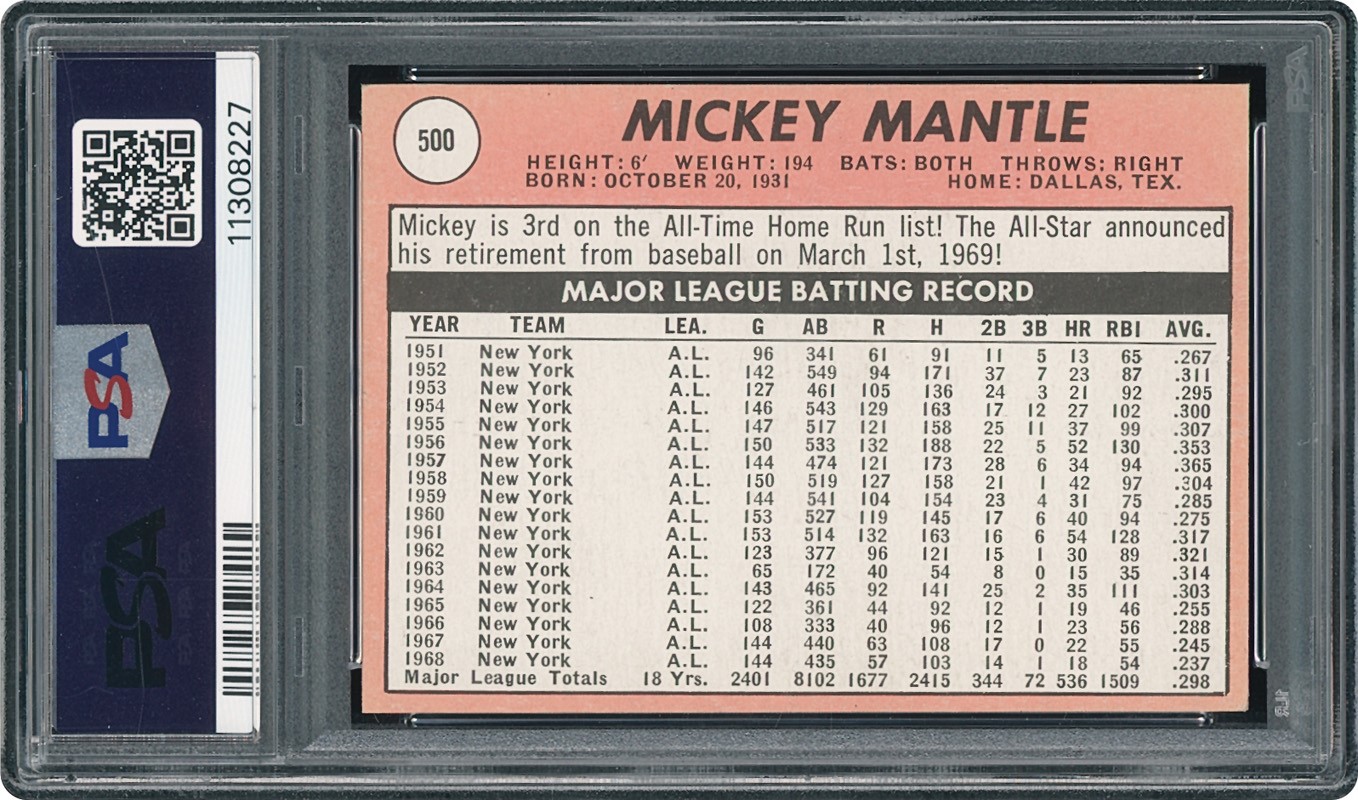 PSA
11308227
PSA
500
MICKEY MANTLE
HEIGHT: 6′ WEIGHT: 194 BATS: BOTH THROWS: RIGHT
BORN: OCTOBER 20, 1931 HOME: DALLAS, TEX.
Mickey is 3rd on the All-Time Home Run list! The All-Star announced
his retirement from baseball on March 1st, 1969!
MAJOR LEAGUE BATTING RECORD
YEAR TEAM LEA. G AB R H 2B 3B HR RBI AVG.
1951 New York A.L. 96 341 61 91 11 5 13 65 .267
1952 New York A.L. 142 549 94 171 37 7 23 87 .311
1953 New York A.L. 127 461 105 136 24 3 21 92 .295
1954 New York A.L. 146 543 129 163 17 12 27 102 .300
1955 New York A.L. 147 517 121 158 25 11 37 99 .307
1956 New York A.L. 150 533 132 188 22 5 52 130 .353
1957 New York A.L. 144 474 121 173 28 6 34 94 .365
1958 New York A.L. 150 519 127 158 21 1 42 97 .304
1959 New York A.L. 144 541 104 154 23 4 31 75 .285
1960 New York A.L. 153 527 119 145 17 6 40 94 .275
1961 New York A.L. 153 514 132 163 16 6 54 128 .317
1962 New York A.L. 123 377 96 121 15 1 30 89 .321
1963 New York A.L. 65 172 40 54 8 0 15 35 .314
1964 New York A.L. 143 465 92 141 25 2 35 111 .303
1965 New York A.L. 122 361 44 92 12 1 19 46 .255
1966 New York A.L. 108 333 40 96 12 1 23 56 .288
1967 New York A.L. 144 440 63 108 17 0 22 55 .245
1968 New York A.L. 144 435 57 103 14 1 18 54 .237
Major League Totals 18 Yrs. 2401 8102 1677 2415 344 72 536 1509 .298
PSA